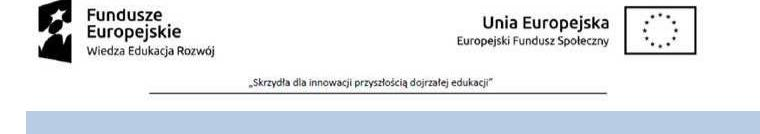 Fundusze
Europejskie
Wiedza Edukacja Rozwój
Unia Europejska
Europejski Fundusz Społeczny
„Skrzydła dla innowacji przyszłością dojrzałej edukacji”